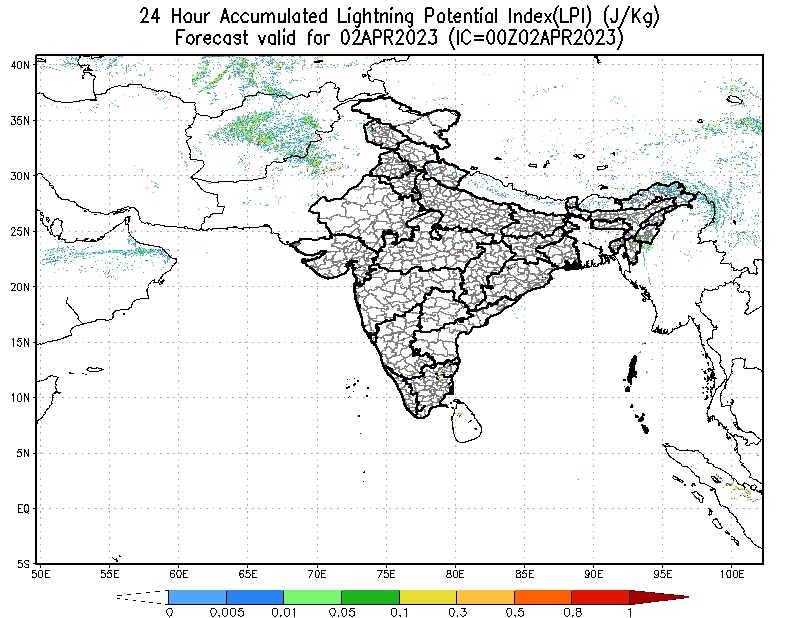 24 Hour Accumulated Lightning Potential Index(LPI) (J/Kg)
Forecast valid for 02APR2023 (IC=00Z02APR2023)
40N
35N
30N
25N
20N
15N
10N
5N
EQ
5S
50E 55E 60E 65E 70E 75E 80E 85E 90E 95E 100E
0 0.005 0.01 0.05 0.1 0.3 0.5 0.8 1